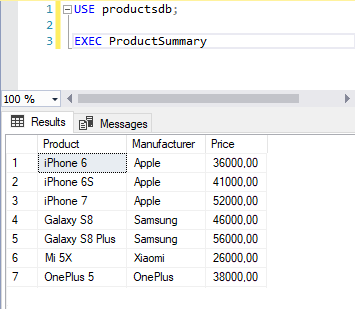 1 USE productsdb;
2
3 EXEC ProductSummary
100 %
Results Messages
Product Manufacturer Price
1 iPhone 6 Apple 36000,00
2 iPhone 6S Apple 41000,00
3 iPhone 7 Apple 52000,00
4 Galaxy S8 Samsung 46000,00
5 Galaxy S8 Plus Samsung 56000,00
6 Mi 5X Xiaomi 26000,00
7 OnePlus 5 OnePlus 38000,00